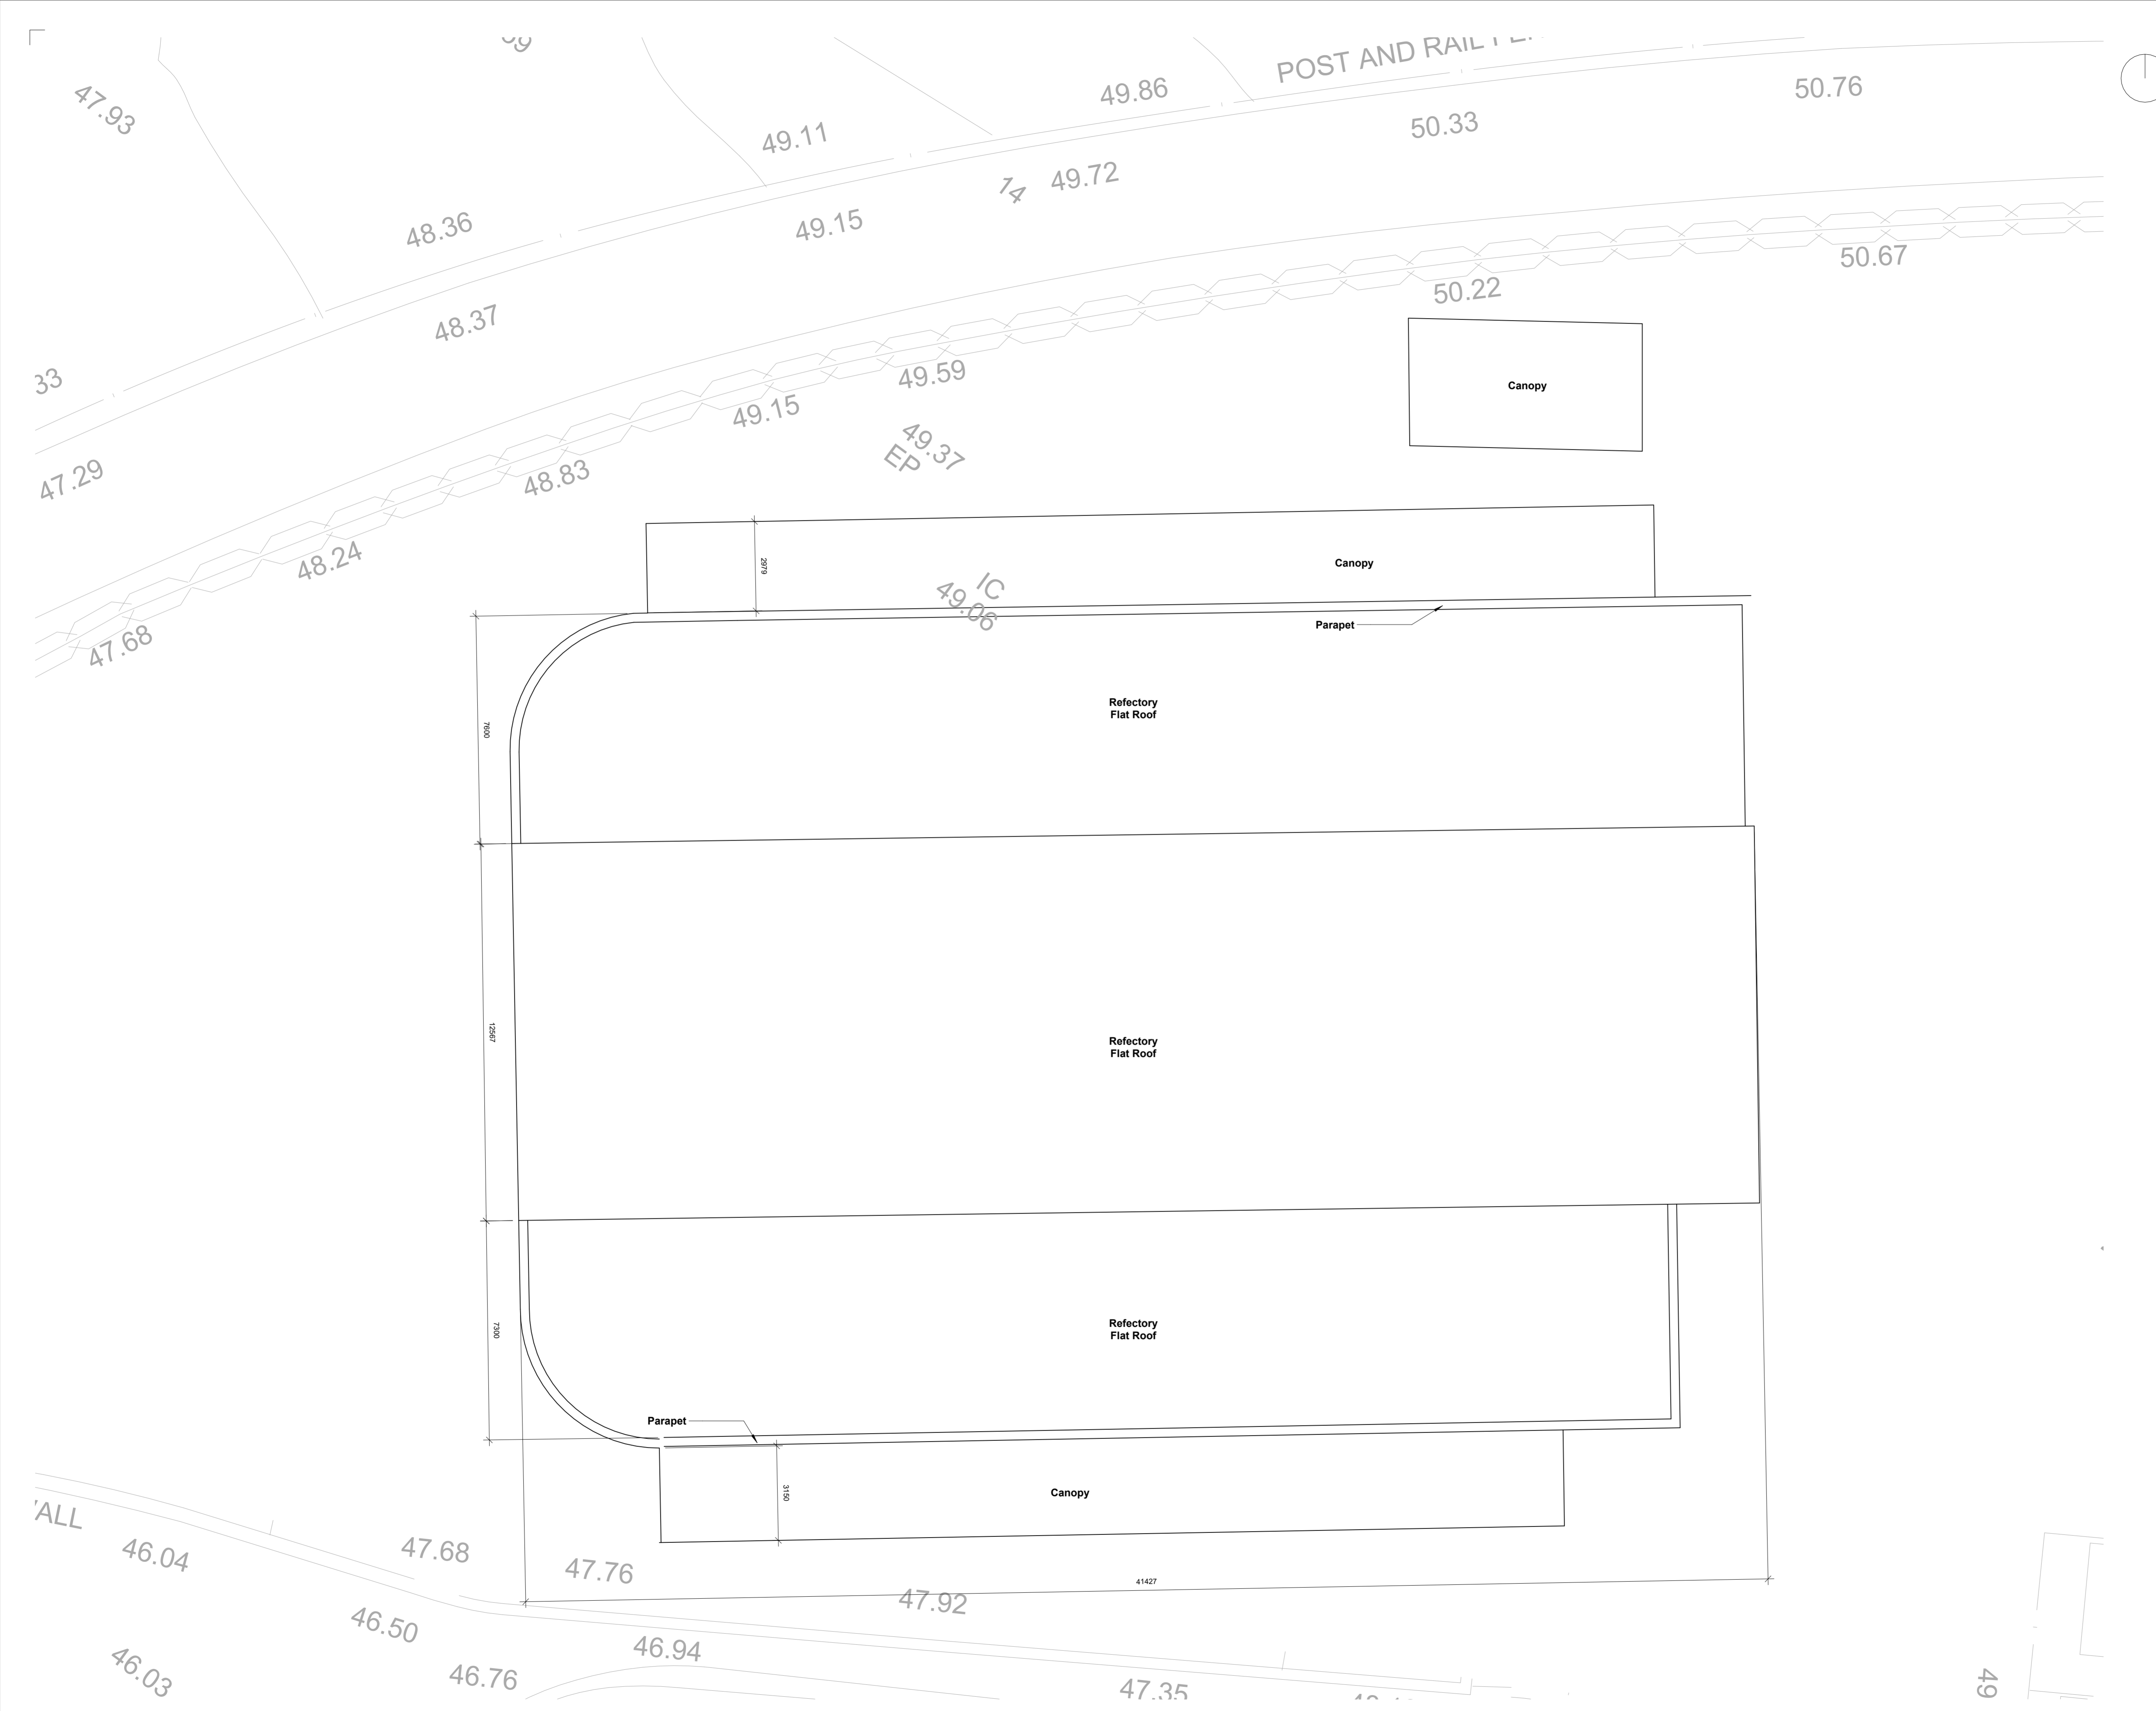 POST AND RAIL
47.93
49.86
50.76
49.11
50.33
14
49.72
48.36
49.15
48.37
50.67
50.22
33
49.59
Canopy
49.15
49.37
EP
47.29
48.83
48.24
2979
Canopy
IC
49.06
Parapet
47.68
7600
Refectory
Flat Roof
12567
Refectory
Flat Roof
7300
Refectory
Flat Roof
Parapet
3150
Canopy
46.04
47.68
47.76
41427
47.92
46.50
46.94
46.03
46.76
47.35
49